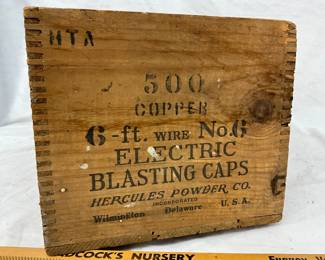 HTA
500
COPPER
6-ft. WIRE No.6
ELECTRIC
BLASTING CAPS
HERCULES POWDER, CO.
INCORPORATED
Wilmington Delaware U.S.A.
COCK'S NURSERY